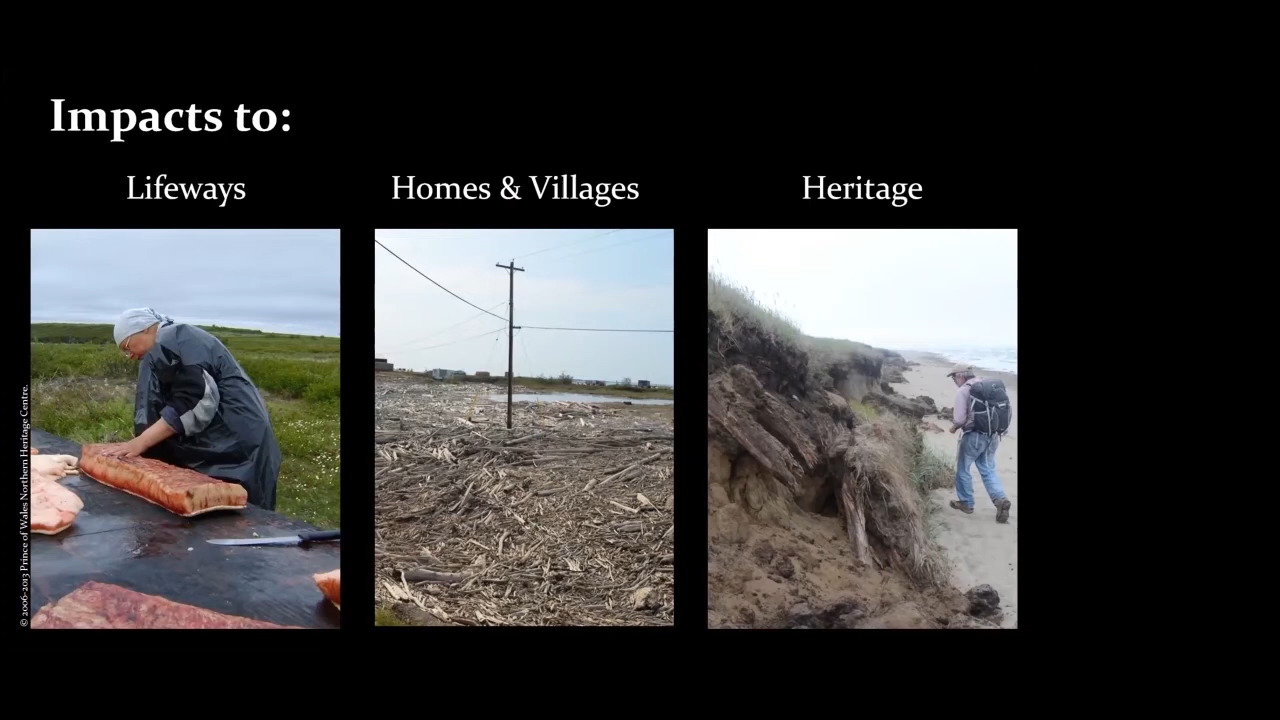 Impacts to:
Lifeways
Homes & Villages
Heritage
© 2006-2013 Prince of Wales Northern Heritage Centre.